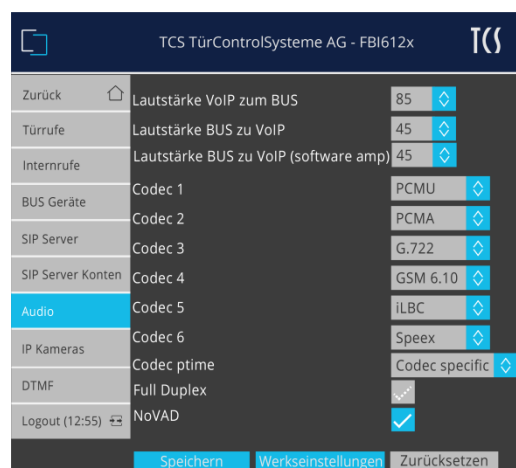 TCS TürControlSysteme AG - FBI612x
TCS
Zurück
Türrufe
Internrufe
BUS Geräte
SIP Server
SIP Server Konten
Audio
IP Kameras
DTMF
Logout (12:55)
Lautstärke VoIP zum BUS 85
Lautstärke BUS zu VoIP 45
Lautstärke BUS zu VoIP (software amp) 45
Codec 1 PCMU
Codec 2 PCMA
Codec 3 G.722
Codec 4 GSM 6.10
Codec 5 iLBC
Codec 6 Speex
Codec ptime Codec specific
Full Duplex
NoVAD
Speichern Werkseinstellungen Zurücksetzen